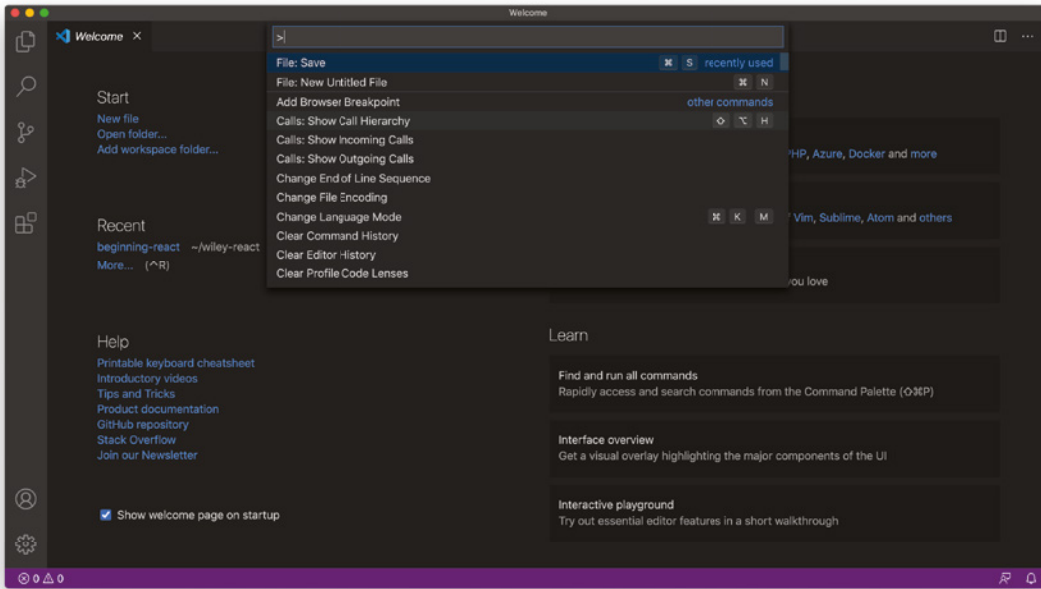 Welcome
Welcome ×
>
File: Save ⌘ S recently used
File: New Untitled File ⌘ N
Add Browser Breakpoint other commands
Calls: Show Call Hierarchy ⇧ ⌥ H
Calls: Show Incoming Calls
Calls: Show Outgoing Calls
Change End of Line Sequence
Change File Encoding
Change Language Mode ⌘ K M
Clear Command History
Clear Editor History
Clear Profile Code Lenses
Start
New file
Open folder...
Add workspace folder...
Recent
beginning-react ~/wiley-react
More... (^R)
Help
Printable keyboard cheatsheet
Introductory videos
Tips and Tricks
Product documentation
GitHub repository
Stack Overflow
Join our Newsletter
Show welcome page on startup
, Azure, Docker and more
Vim, Sublime, Atom and others
you love
Learn
Find and run all commands
Rapidly access and search commands from the Command Palette (⇧⌘P)
Interface overview
Get a visual overlay highlighting the major components of the UI
Interactive playground
Try out essential editor features in a short walkthrough
0 0